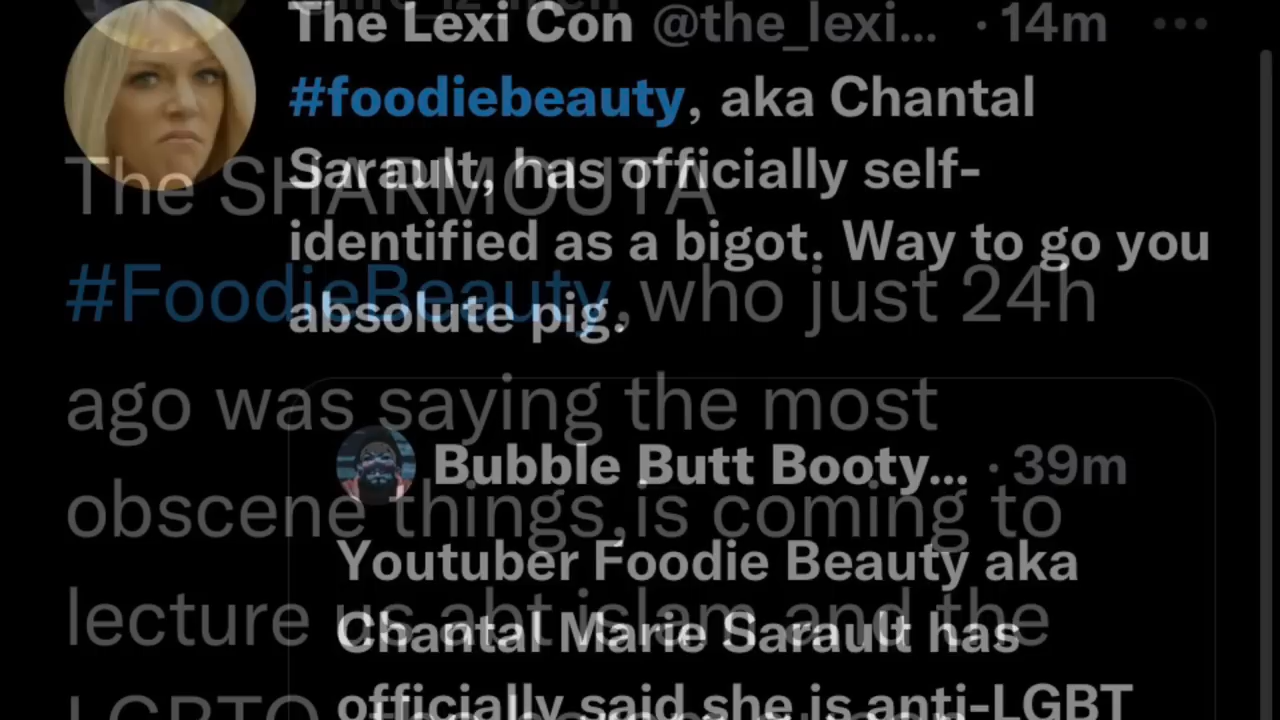 The Lexi Con @the_lexi... · 14m ...
#foodiebeauty, aka Chantal
Sarault, has officially self-
identified as a bigot. Way to go you
absolute pig.
Bubble Butt Booty... · 39m
Youtuber Foodie Beauty aka
Chantal Marie Sarault has
officially said she is anti-LGBT
The SHARMOUTA
#FoodieBeauty,who just 24h
ago was saying the most
obscene things,is coming to
lecture us abt islam and the